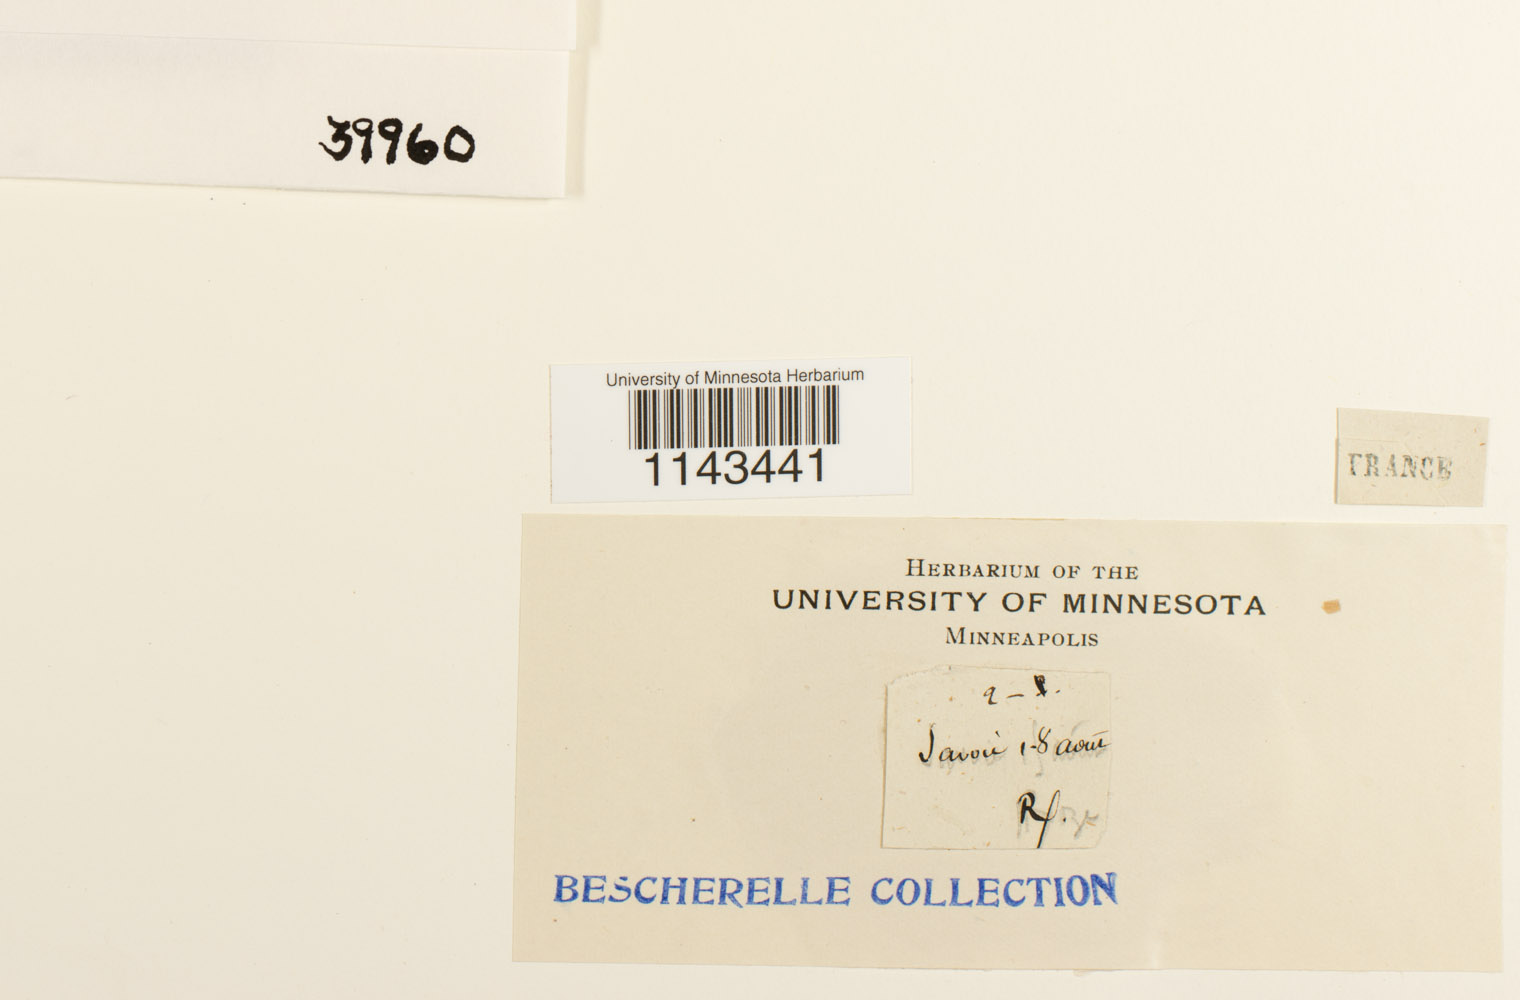 39960
University of Minnesota Herbarium
1143441
FRANCE
HERBARIUM OF THE
UNIVERSITY OF MINNESOTA
MINNEAPOLIS
Savoie 1-8 août
Rf.
BESCHERELLE COLLECTION